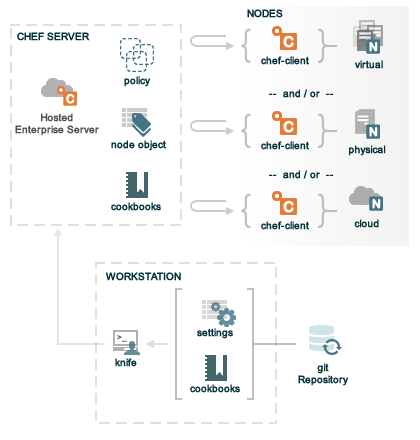 NODES
CHEF SERVER
policy
Hosted
Enterprise Server
node object
cookbooks
chef-client
virtual
-- and / or --
chef-client
physical
-- and / or --
chef-client
cloud
WORKSTATION
>_
knife
settings
cookbooks
git
Repository
C
C
N
C
N
C
N